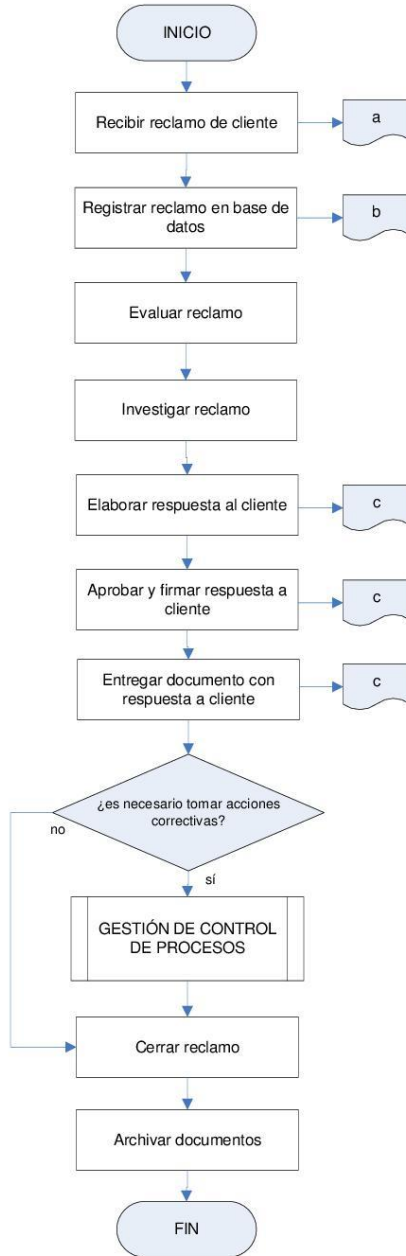 INICIO
Recibir reclamo de cliente
a
Registrar reclamo en base de
datos
b
Evaluar reclamo
Investigar reclamo
Elaborar respuesta al cliente
c
Aprobar y firmar respuesta a
cliente
c
Entregar documento con
respuesta a cliente
c
¿es necesario tomar acciones
correctivas?
no
sí
GESTIÓN DE CONTROL
DE PROCESOS
Cerrar reclamo
Archivar documentos
FIN